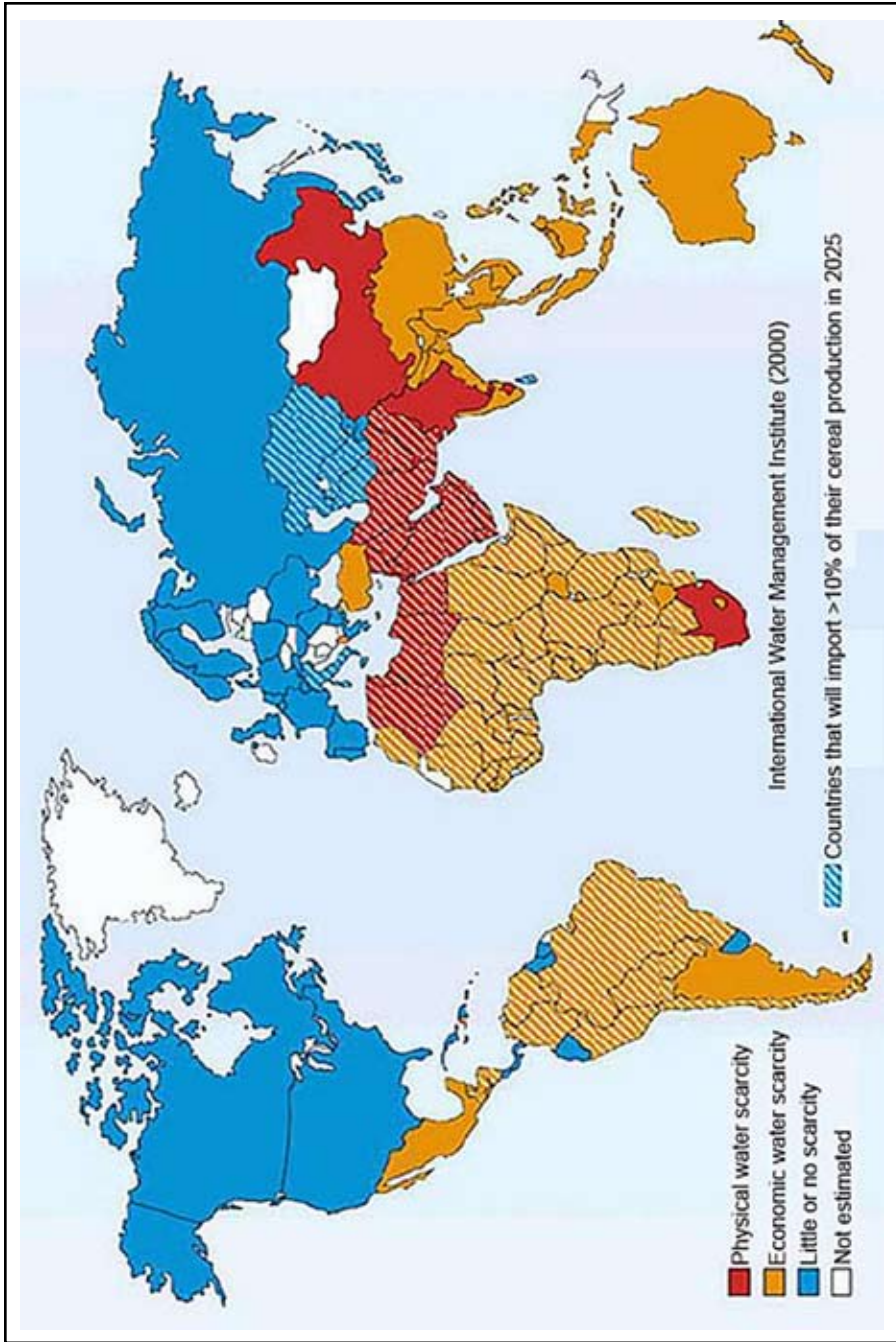 International Water Management Institute (2000)
Physical water scarcity
Economic water scarcity
Little or no scarcity
Not estimated
Countries that will import >10% of their cereal production in 2025